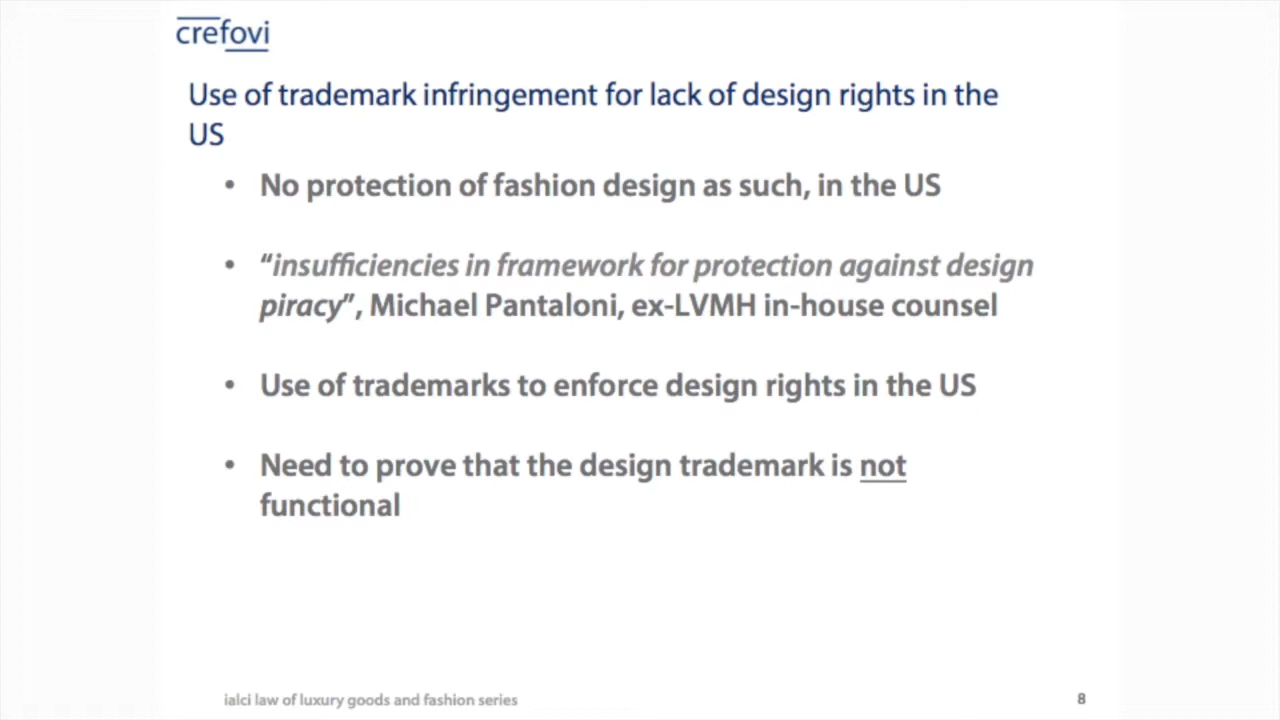 crefovi
Use of trademark infringement for lack of design rights in the
US
• No protection of fashion design as such, in the US
• “insufficiencies in framework for protection against design
piracy”, Michael Pantaloni, ex-LVMH in-house counsel
• Use of trademarks to enforce design rights in the US
• Need to prove that the design trademark is not
functional
ialci law of luxury goods and fashion series
8